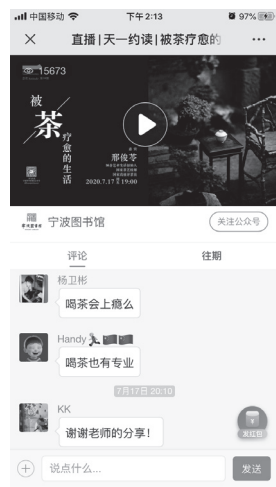 中国移动 下午2:13 97%
直播|天一约读|被茶疗愈的
15673
被
茶
疗愈
的
生
活
邢俊苓
2020.7.17 19:00
宁波图书馆
关注公众号
评论 往期
杨卫彬
喝茶会上瘾么
Handy
喝茶也有专业
7月17日 20:10
KK
谢谢老师的分享！
发红包
说点什么...
发送